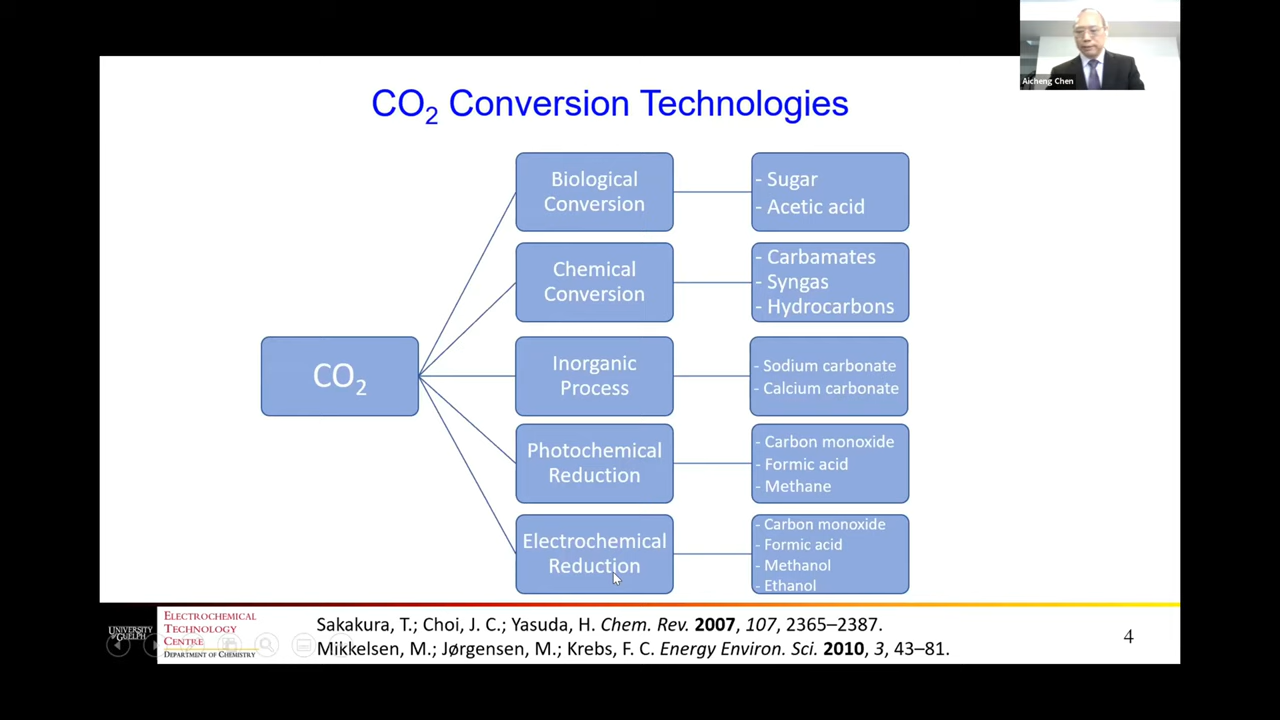 Aicheng Chen
CO2 Conversion Technologies
CO2
Biological
Conversion
- Sugar
- Acetic acid
Chemical
Conversion
- Carbamates
- Syngas
- Hydrocarbons
Inorganic
Process
- Sodium carbonate
- Calcium carbonate
Photochemical
Reduction
- Carbon monoxide
- Formic acid
- Methane
Electrochemical
Reduction
- Carbon monoxide
- Formic acid
- Methanol
- Ethanol
UNIVERSITY
OF GUELPH
ELECTROCHEMICAL
TECHNOLOGY
CENTRE
DEPARTMENT OF CHEMISTRY
Sakakura, T.; Choi, J. C.; Yasuda, H. Chem. Rev. 2007, 107, 2365–2387.
Mikkelsen, M.; Jørgensen, M.; Krebs, F. C. Energy Environ. Sci. 2010, 3, 43–81.
4